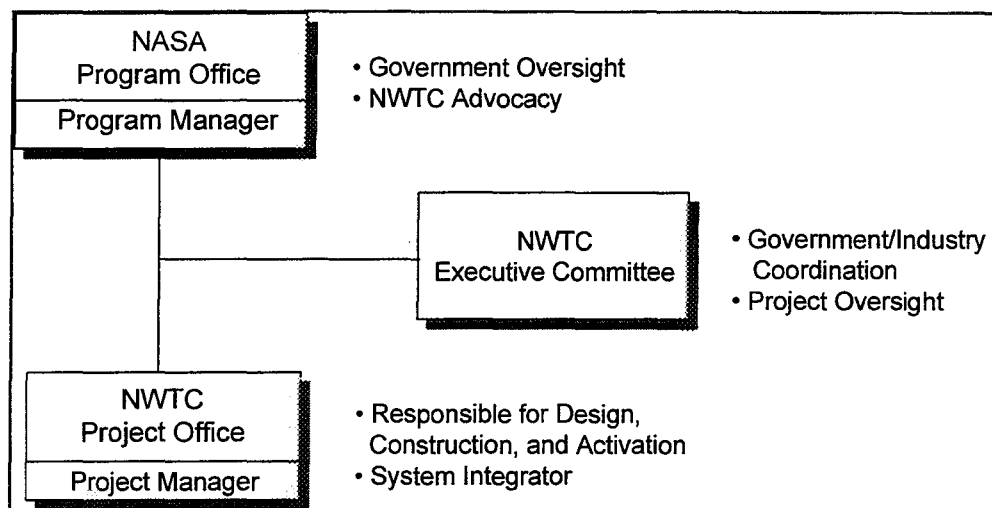 NASA
Program Office
Program Manager
• Government Oversight
• NWTC Advocacy
NWTC
Executive Committee
• Government/Industry
Coordination
• Project Oversight
NWTC
Project Office
Project Manager
• Responsible for Design,
Construction, and Activation
• System Integrator